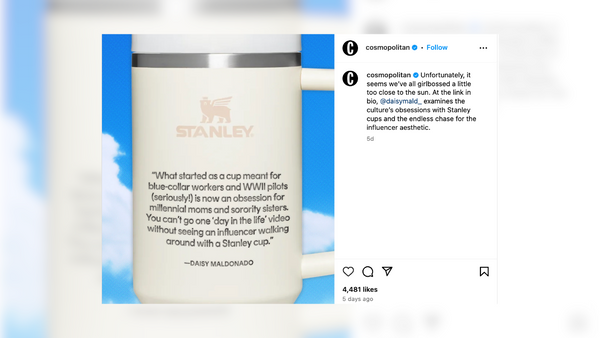 STANLEY
"What started as a cup meant for
blue-collar workers and WWII pilots
(seriously!) is now an obsession for
millennial moms and sorority sisters.
You can't go one 'day in the life' video
without seeing an influencer walking
around with a Stanley cup."
—DAISY MALDONADO
C
cosmopolitan • Follow
C
cosmopolitan Unfortunately, it
seems we've all girlbossed a little
too close to the sun. At the link in
bio, @daisymald_ examines the
culture's obsessions with Stanley
cups and the endless chase for the
influencer aesthetic.
5d
4,481 likes
5 days ago